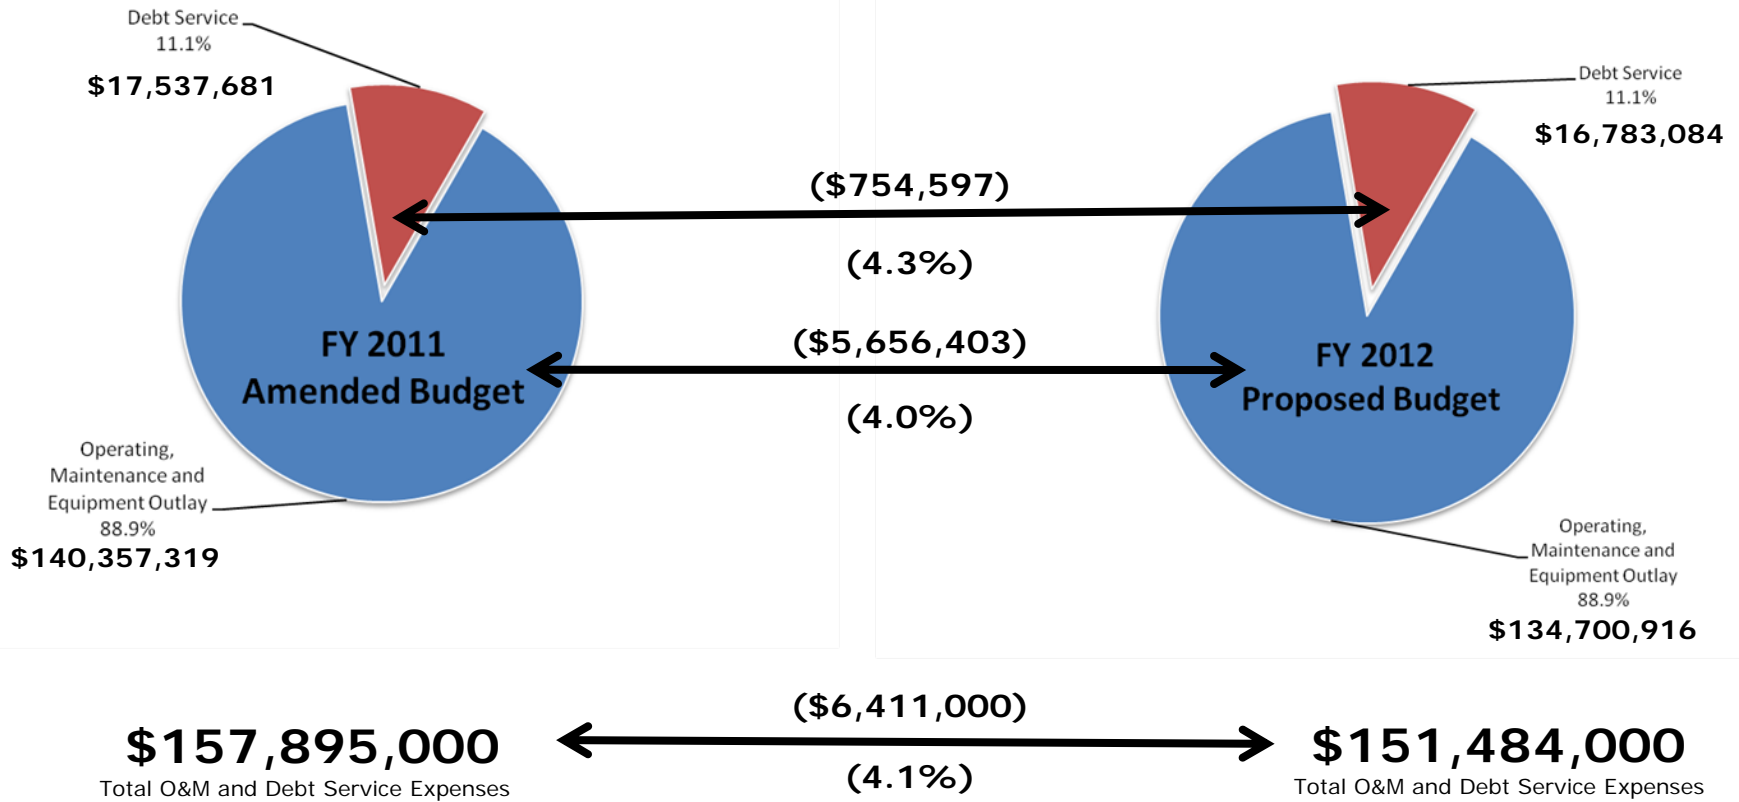 Debt Service
11.1%
$17,537,681
FY 2011
Amended Budget
Operating,
Maintenance and
Equipment Outlay
88.9%
$140,357,319
($754,597)
(4.3%)
($5,656,403)
(4.0%)
Debt Service
11.1%
$16,783,084
FY 2012
Proposed Budget
Operating,
Maintenance and
Equipment Outlay
88.9%
$134,700,916
$157,895,000
Total O&M and Debt Service Expenses
($6,411,000)
(4.1%)
$151,484,000
Total O&M and Debt Service Expenses